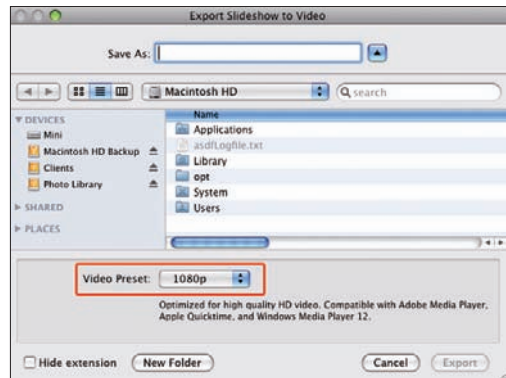 Export Slideshow to Video
Save As:
Macintosh HD
search
Name
DEVICES
Mini
Macintosh HD Backup
Clients
Photo Library
SHARED
PLACES
Applications
asdfLogfile.txt
Library
opt
System
Users
Video Preset: 1080p
Optimized for high quality HD video. Compatible with Adobe Media Player,
Apple Quicktime, and Windows Media Player 12.
Hide extension New Folder Cancel Export